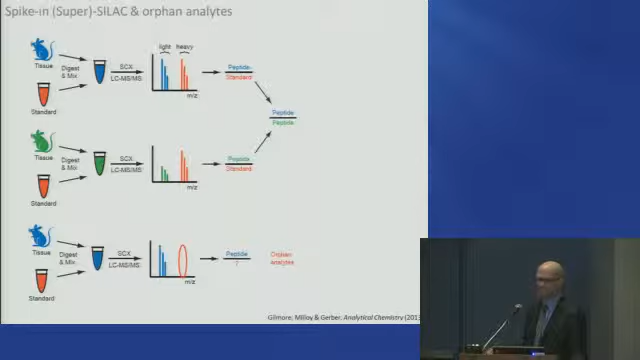 Spike-in (Super)-SILAC & orphan analytes
light heavy
Tissue
Digest
& Mix
SCX
LC-MS/MS
m/z
Peptide
Standard
Standard
Peptide
Peptide
Tissue
Digest
& Mix
SCX
LC-MS/MS
m/z
Peptide
Standard
Standard
Tissue
Digest
& Mix
SCX
LC-MS/MS
m/z
Peptide
?
Orphan
analytes
Standard
Gilmore, Milloy & Gerber, Analytical Chemistry (201